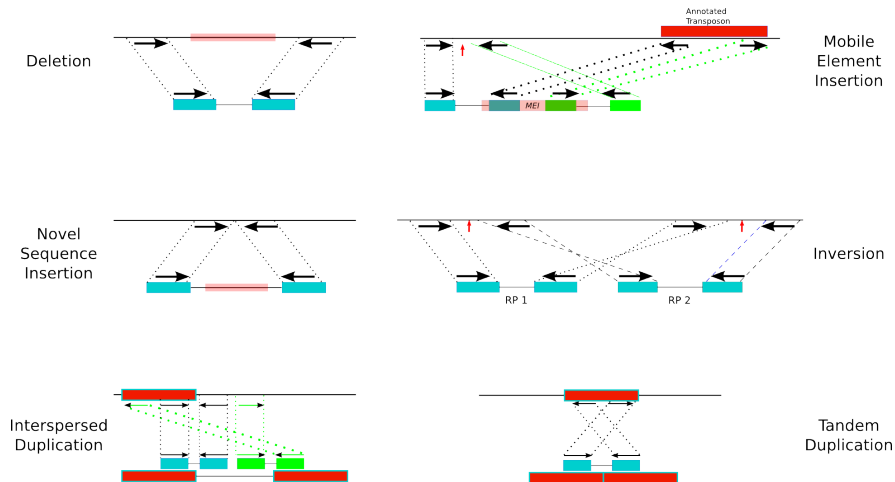 Deletion
Annotated
Transposon
Mobile
Element
Insertion
MEI
Novel
Sequence
Insertion
RP 1
RP 2
Inversion
Interspersed
Duplication
Tandem
Duplication